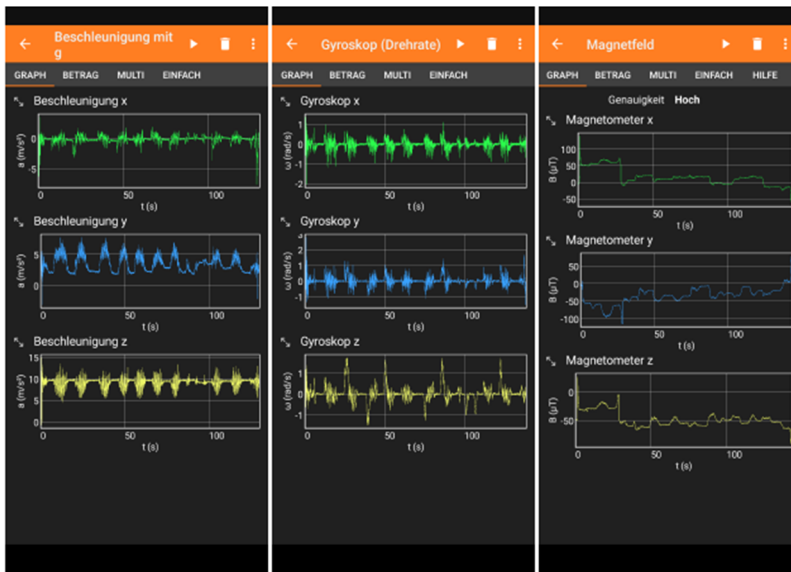 Beschleunigung mit
g
GRAPH BETRAG MULTI EINFACH
Beschleunigung x
a (m/s²)
0
-5
0 50 100
t (s)
Beschleunigung y
a (m/s²)
5
0
0 50 100
t (s)
Beschleunigung z
a (m/s²)
15
10
5
0
0 50 100
t (s)
Gyroskop (Drehrate)
GRAPH BETRAG MULTI EINFACH
Gyroskop x
ω (rad/s)
1
0
-1
-2
0 50 100
t (s)
Gyroskop y
ω (rad/s)
3
2
1
0
-1
0 50 100
t (s)
Gyroskop z
ω (rad/s)
1
0
-1
0 50 100
t (s)
Magnetfeld
GRAPH BETRAG MULTI EINFACH HILFE
Genauigkeit Hoch
Magnetometer x
B (µT)
100
50
0
-50
0 50 100
t (s)
Magnetometer y
B (µT)
50
0
-50
-100
0 50 100
t (s)
Magnetometer z
B (µT)
0
-50
0 50 100
t (s)